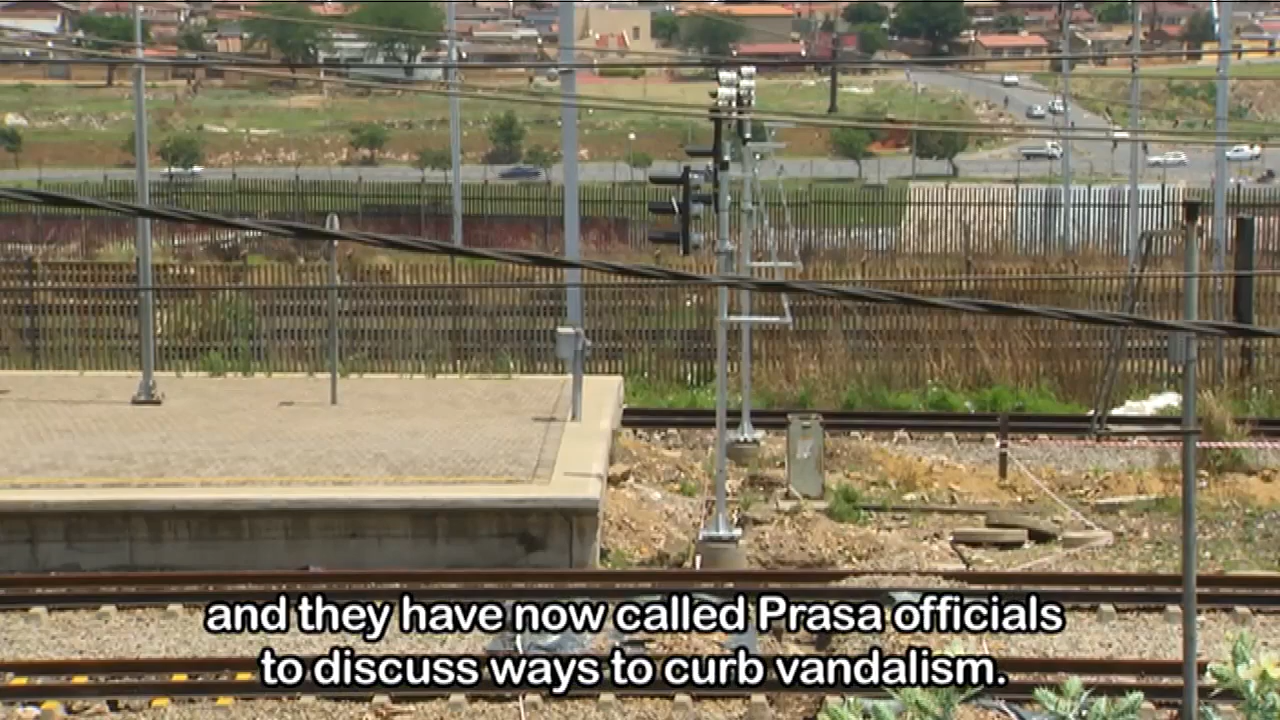 and they have now called Prasa officials
to discuss ways to curb vandalism.